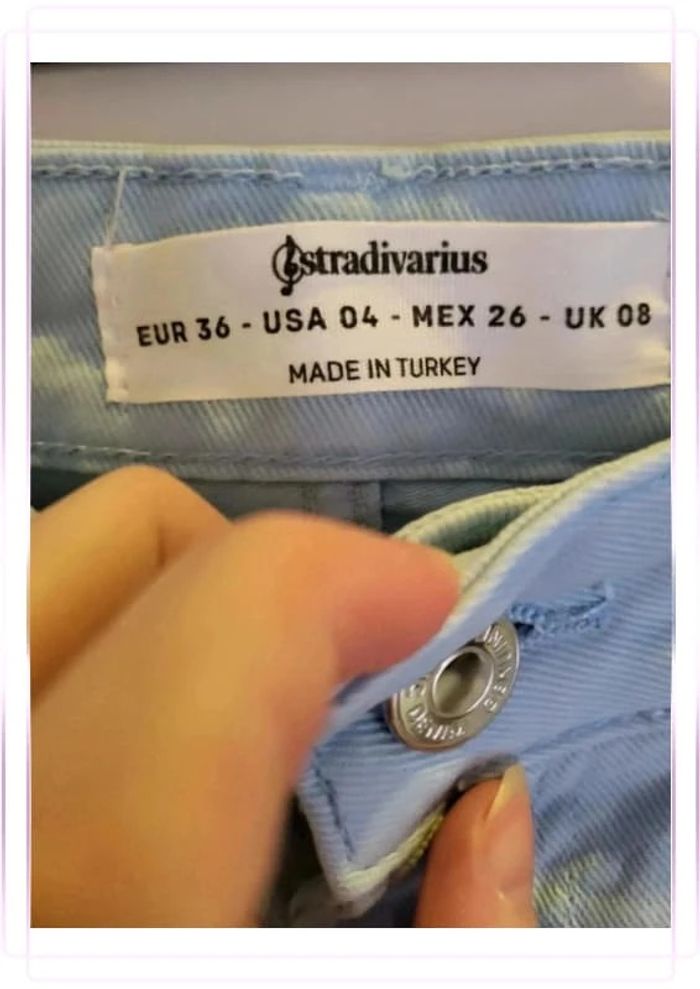 stradivarius
EUR 36 - USA 04 - MEX 26 - UK 08
MADE IN TURKEY